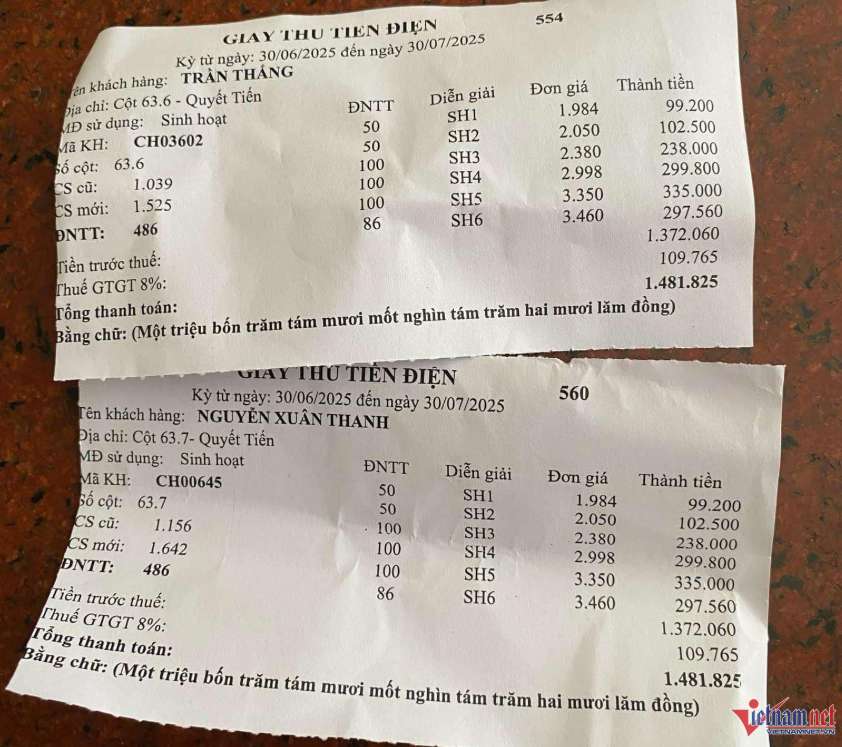 GIẤY THU TIỀN ĐIỆN 554
Kỳ từ ngày: 30/06/2025 đến ngày 30/07/2025
Tên khách hàng: TRẦN THẮNG
Địa chỉ: Cột 63.6 - Quyết Tiến
MĐ sử dụng: Sinh hoạt ĐNTT Diễn giải Đơn giá Thành tiền
Mã KH: CH03602 50 SH1 1.984 99.200
Số cột: 63.6 50 SH2 2.050 102.500
CS cũ: 1.039 100 SH3 2.380 238.000
CS mới: 1.525 100 SH4 2.998 299.800
ĐNTT: 486 100 SH5 3.350 335.000
86 SH6 3.460 297.560
Tiền trước thuế: 1.372.060
Thuế GTGT 8%: 109.765
Tổng thanh toán: 1.481.825
Bằng chữ: (Một triệu bốn trăm tám mươi mốt nghìn tám trăm hai mươi lăm đồng)
GIẤY THU TIỀN ĐIỆN
Kỳ từ ngày: 30/06/2025 đến ngày 30/07/2025 560
Tên khách hàng: NGUYỄN XUÂN THANH
Địa chỉ: Cột 63.7- Quyết Tiến
MĐ sử dụng: Sinh hoạt ĐNTT Diễn giải Đơn giá Thành tiền
Mã KH: CH00645 50 SH1 1.984 99.200
Số cột: 63.7 50 SH2 2.050 102.500
CS cũ: 1.156 100 SH3 2.380 238.000
CS mới: 1.642 100 SH4 2.998 299.800
ĐNTT: 486 100 SH5 3.350 335.000
86 SH6 3.460 297.560
Tiền trước thuế: 1.372.060
Thuế GTGT 8%: 109.765
Tổng thanh toán: 1.481.825
Bằng chữ: (Một triệu bốn trăm tám mươi mốt nghìn tám trăm hai mươi lăm đồng)
vietnamnet
VIETNAMNET.VN